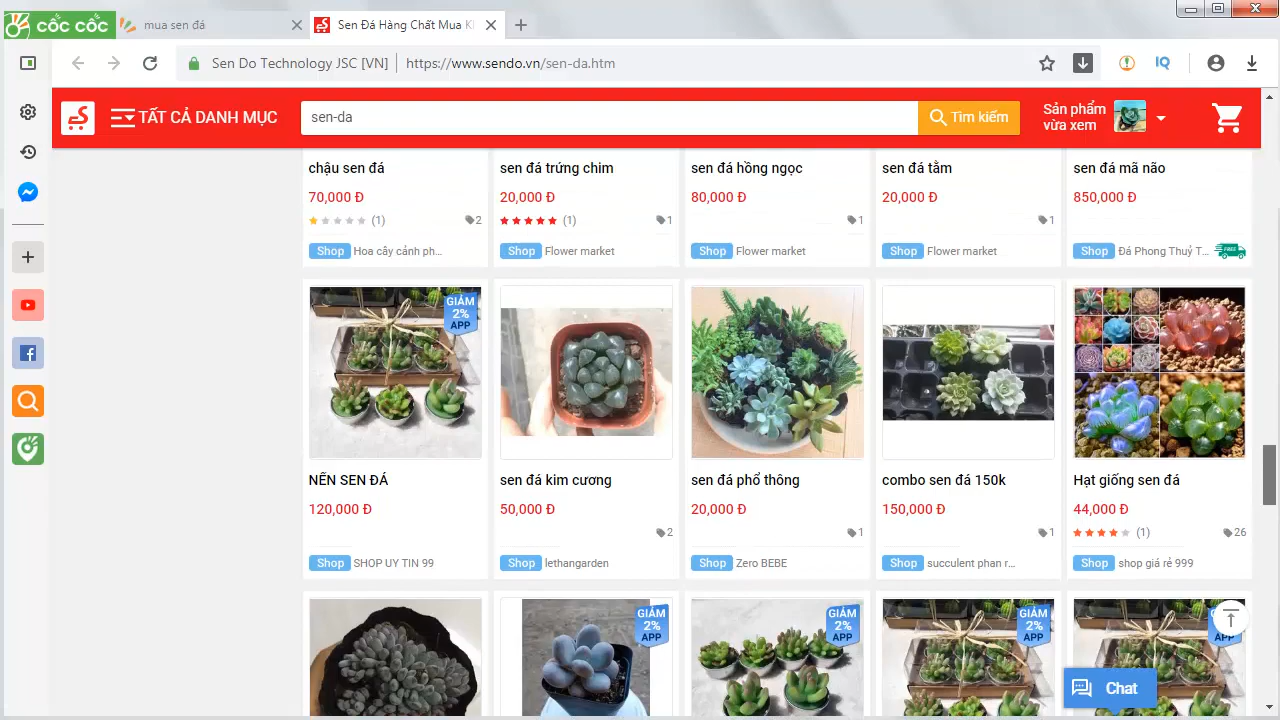 cốc cốc
mua sen đá
Sen Đá Hàng Chất Mua K
Sen Do Technology JSC [VN]
https://www.sendo.vn/sen-da.htm
IQ
TẤT CẢ DANH MỤC
sen-da
Tìm kiếm
Sản phẩm
vừa xem
chậu sen đá
sen đá trứng chim
sen đá hồng ngọc
sen đá tằm
sen đá mã não
70,000 Đ
20,000 Đ
80,000 Đ
20,000 Đ
850,000 Đ
(1)
2
(1)
1
1
1
Shop Hoa cây cảnh ph...
Shop Flower market
Shop Flower market
Shop Flower market
Shop Đá Phong Thuỷ T...
FREE
GIẢM
2%
APP
NẾN SEN ĐÁ
sen đá kim cương
sen đá phổ thông
combo sen đá 150k
Hạt giống sen đá
120,000 Đ
50,000 Đ
20,000 Đ
150,000 Đ
44,000 Đ
2
1
1
(1)
26
Shop SHOP UY TIN 99
Shop lethangarden
Shop Zero BEBE
Shop succulent phan r...
Shop shop giá rẻ 999
GIẢM
2%
APP
GIẢM
2%
APP
GIẢM
2%
APP
GIẢM
Chat